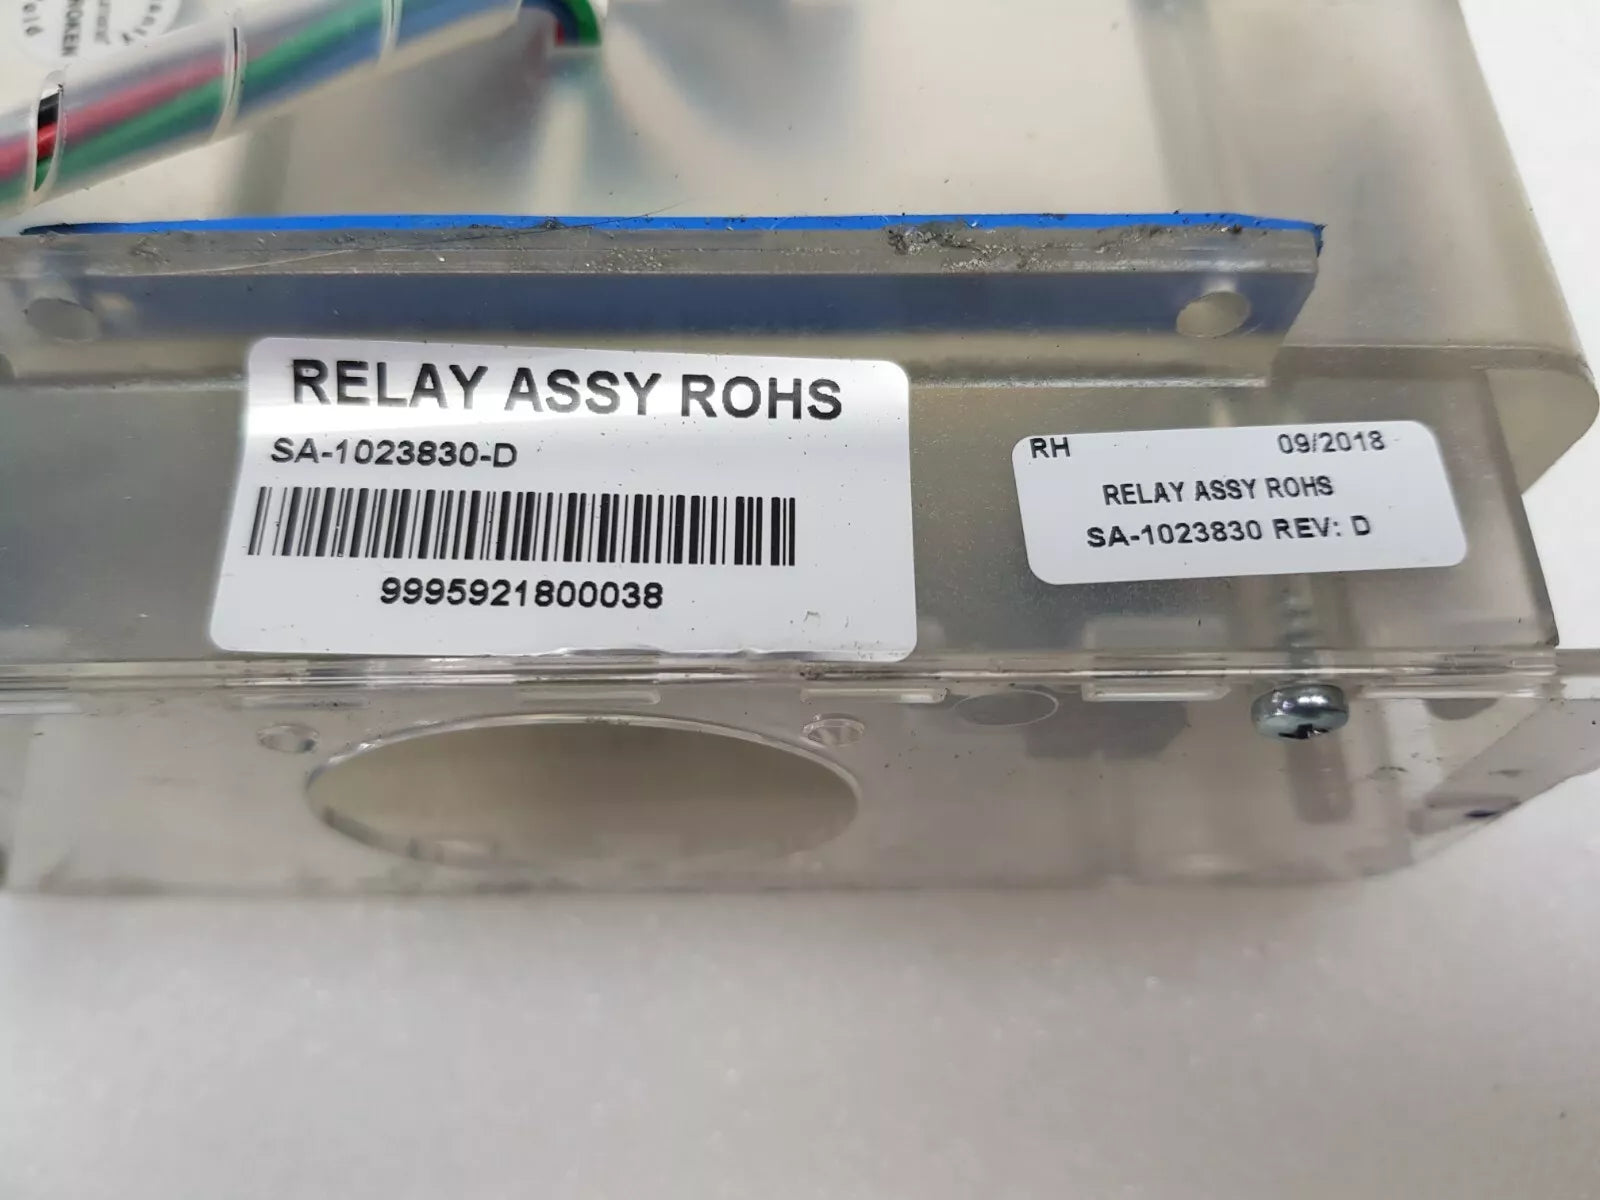 RELAY ASSY ROHS
SA-1023830-D
9995921800038
RH 09/2018
RELAY ASSY ROHS
SA-1023830 REV: D